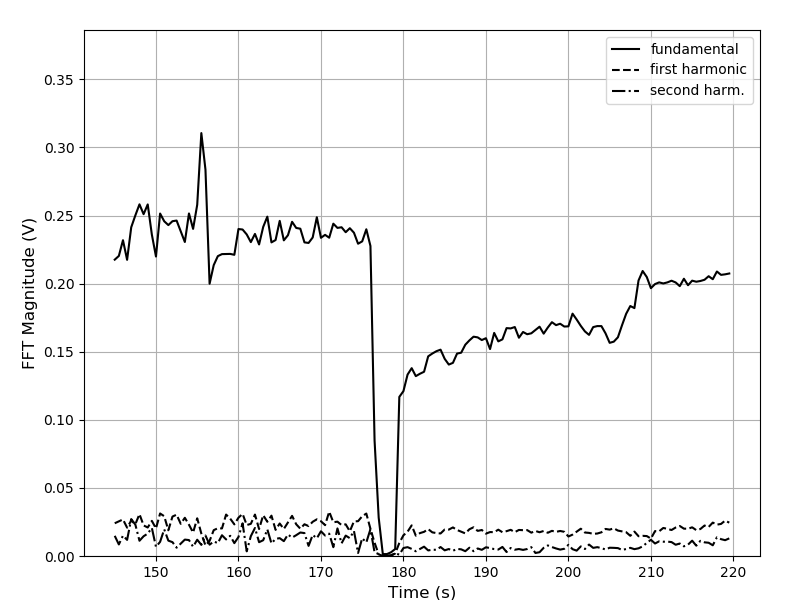 fundamental
first harmonic
second harm.
FFT Magnitude (V)
0.35
0.30
0.25
0.20
0.15
0.10
0.05
0.00
150 160 170 180 190 200 210 220
Time (s)